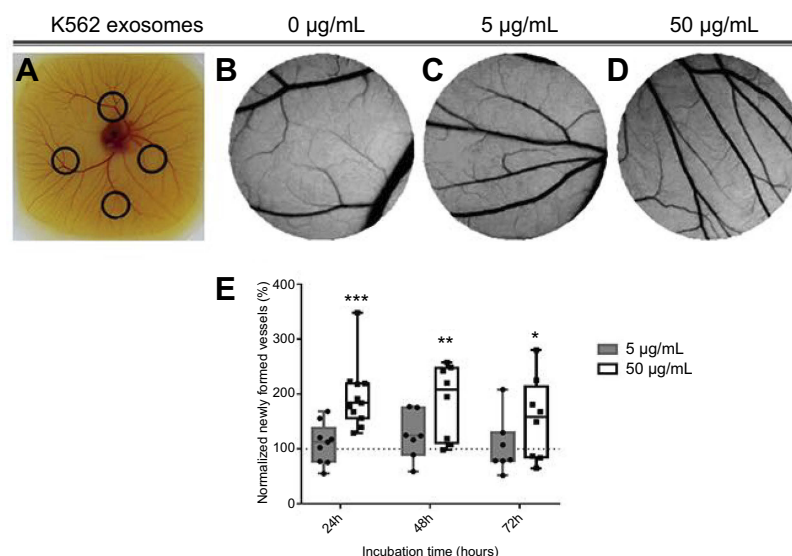 K562 exosomes 0 µg/mL 5 µg/mL 50 µg/mL
A B C D
E
Normalized newly formed vessels (%)
400
300
200
100
0
***
**
*
5 µg/mL
50 µg/mL
24h 48h 72h
Incubation time (hours)